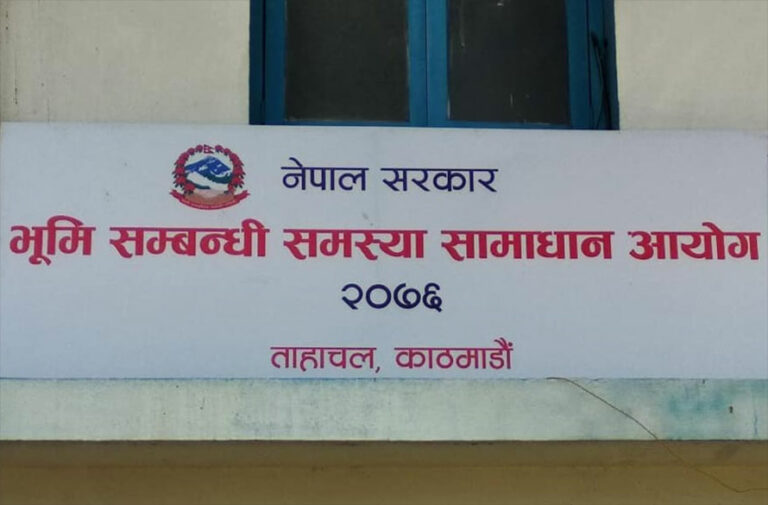 नेपाल सरकार
भूमि सम्बन्धी समस्या सामाधान आयोग
२०७६
ताहाचल, काठमाडौं